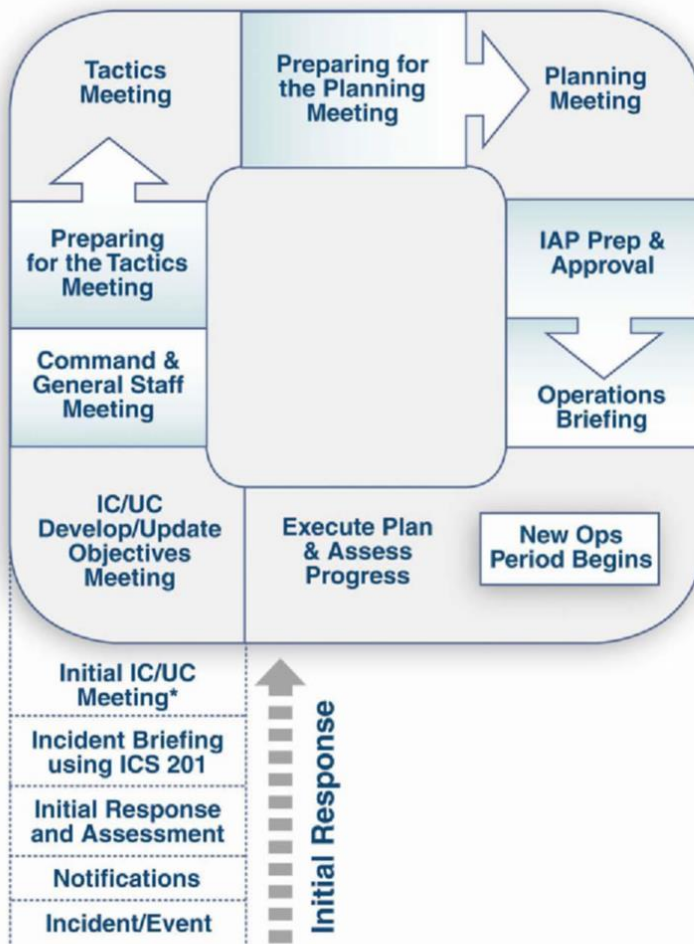 Tactics
Meeting
Preparing for
the Planning
Meeting
Planning
Meeting
Preparing
for the Tactics
Meeting
IAP Prep &
Approval
Command &
General Staff
Meeting
Operations
Briefing
IC/UC
Develop/Update
Objectives
Meeting
Execute Plan
& Assess
Progress
New Ops
Period Begins
Initial IC/UC
Meeting*
Incident Briefing
using ICS 201
Initial Response
and Assessment
Notifications
Incident/Event
Initial Response